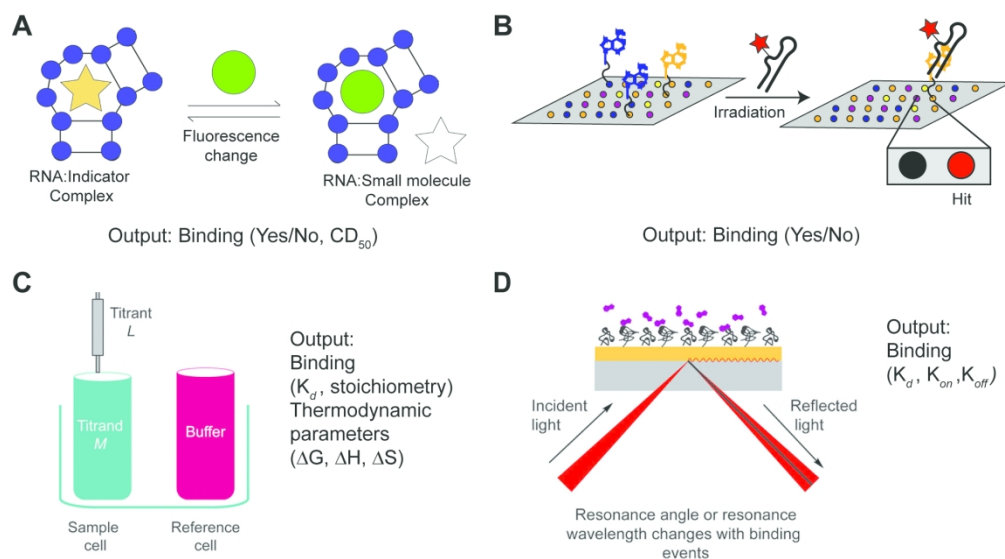 A
Fluorescence
change
RNA:Indicator
Complex
RNA:Small molecule
Complex
Output: Binding (Yes/No, CD50)
B
Irradiation
Hit
Output: Binding (Yes/No)
C
Titrant
L
Titrand
M
Buffer
Sample
cell
Reference
cell
Output:
Binding
(Kd, stoichiometry)
Thermodynamic
parameters
(ΔG, ΔH, ΔS)
D
Incident
light
Reflected
light
Resonance angle or resonance
wavelength changes with binding
events
Output:
Binding
(Kd, Kon,Koff)